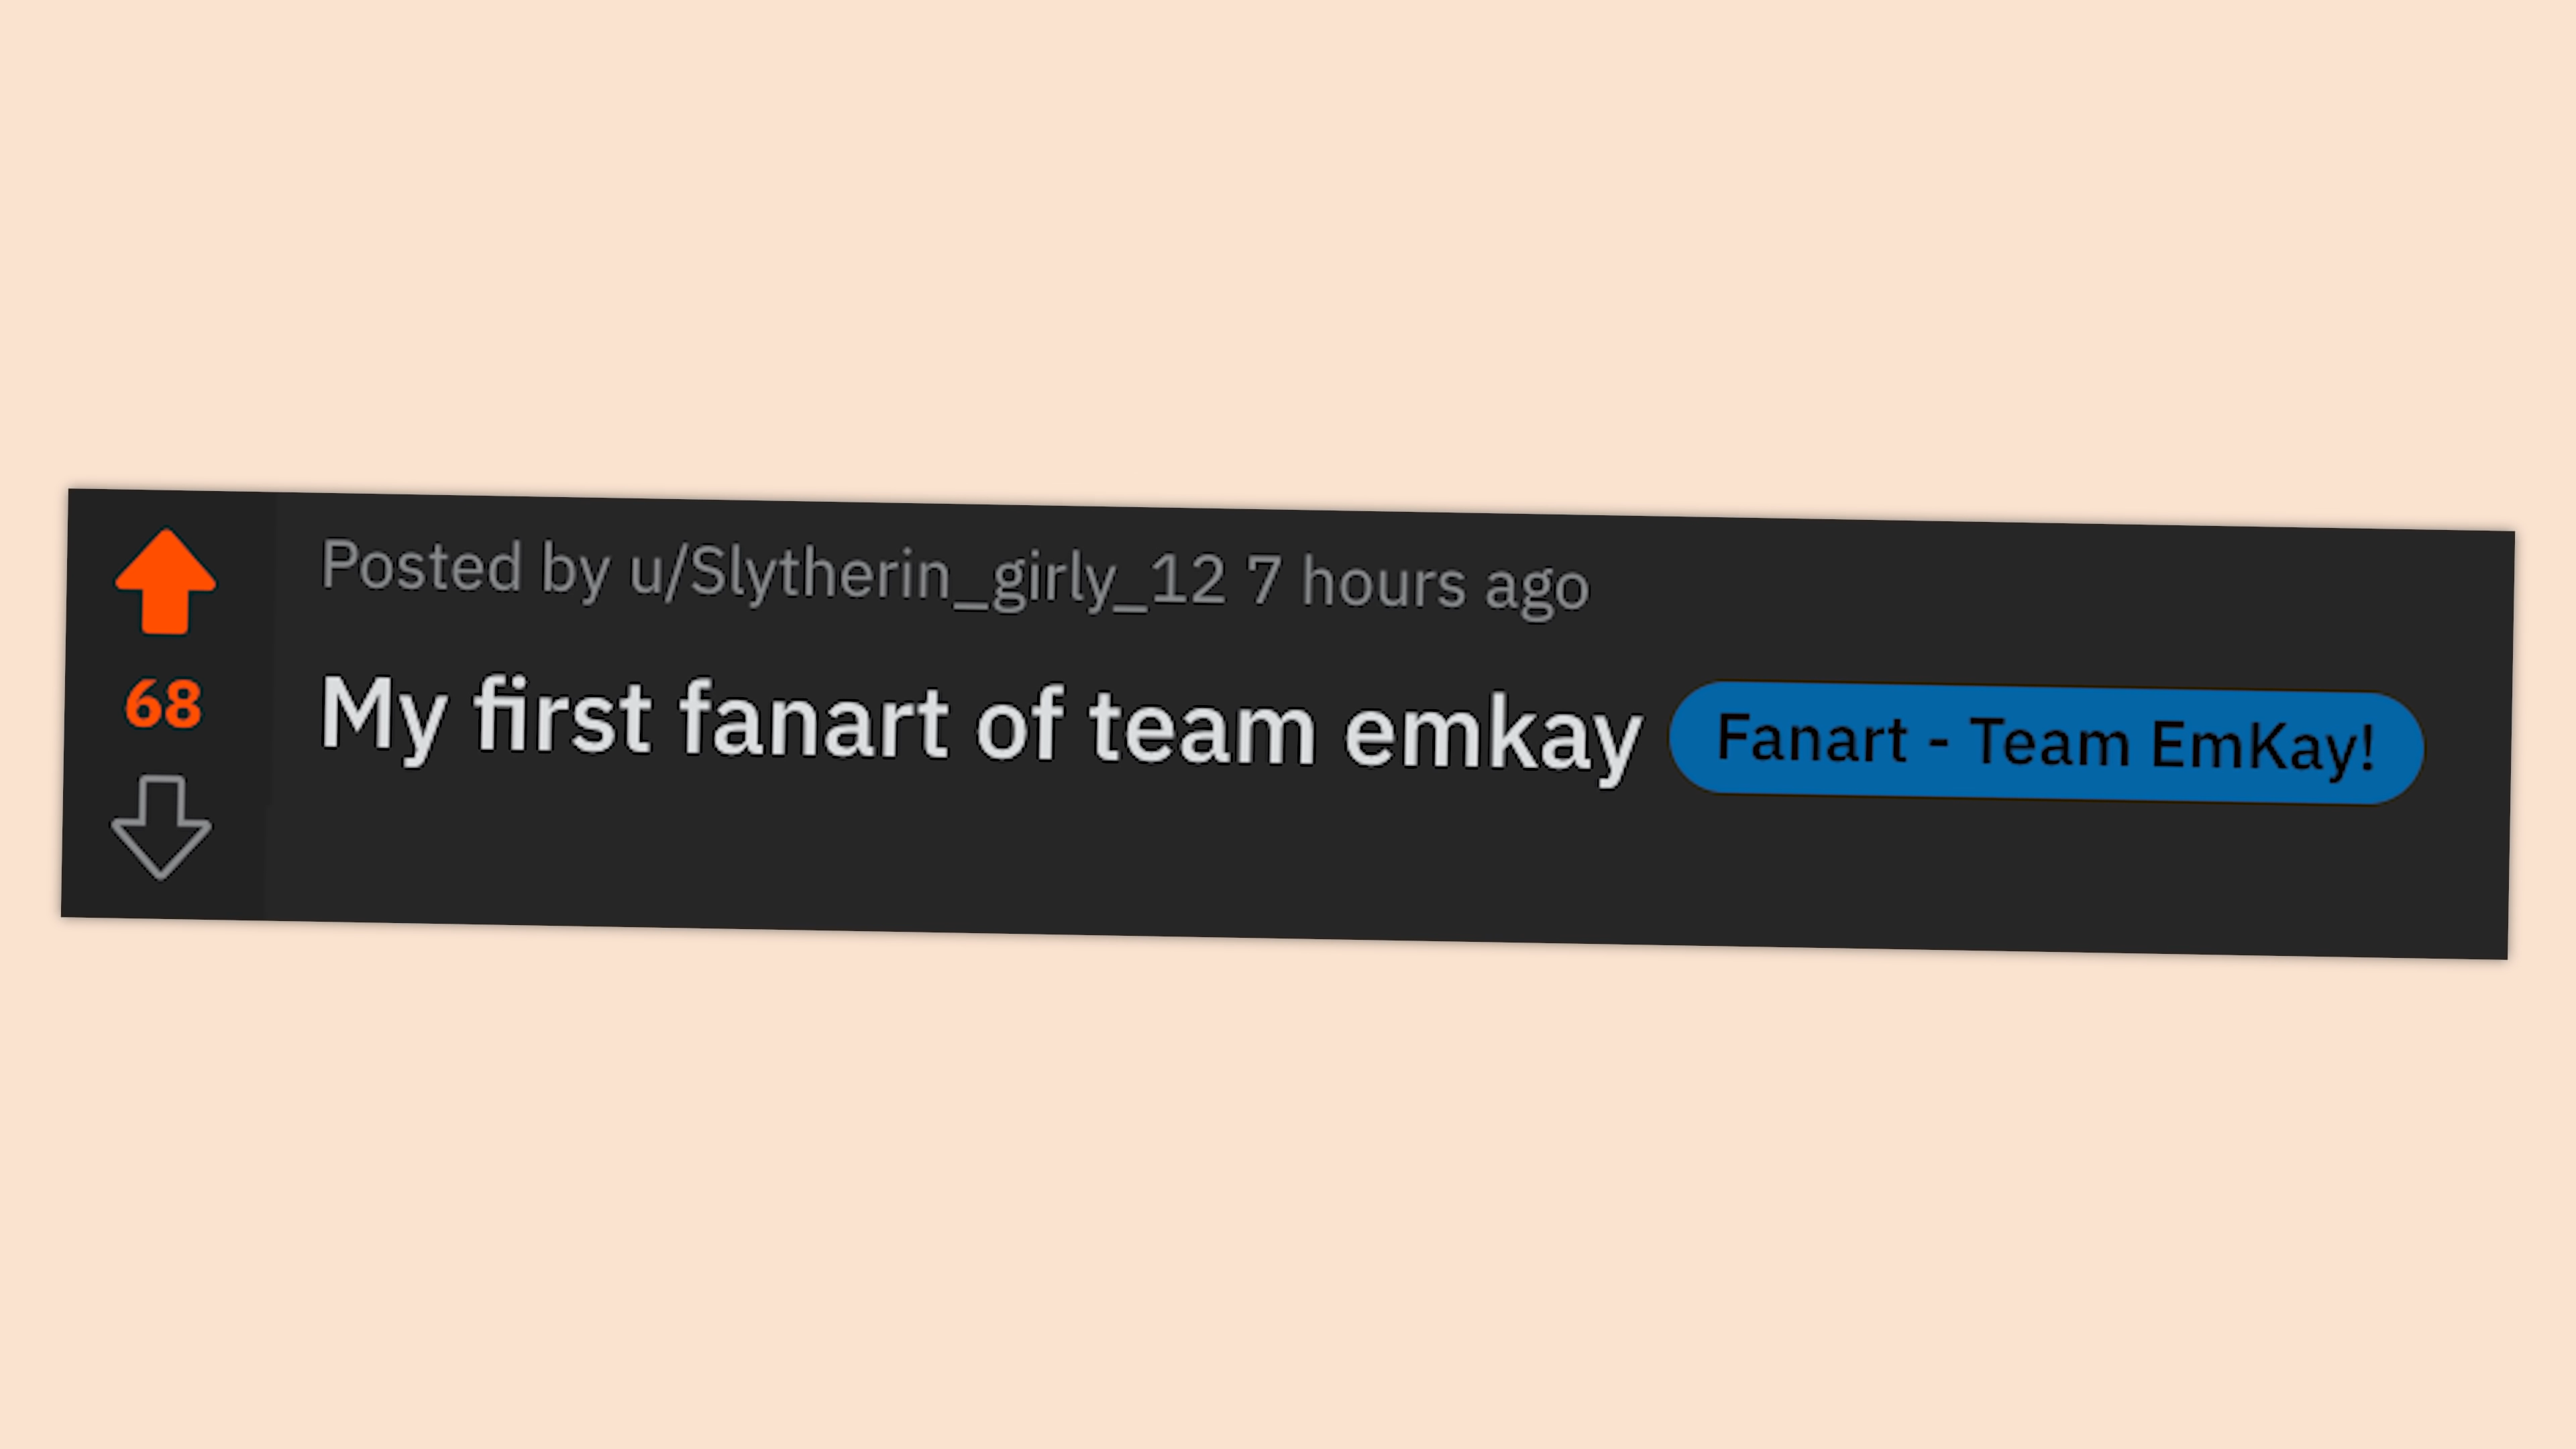 Posted by u/Slytherin_girly_12 7 hours ago
68
My first fanart of team emkay Fanart - Team EmKay!